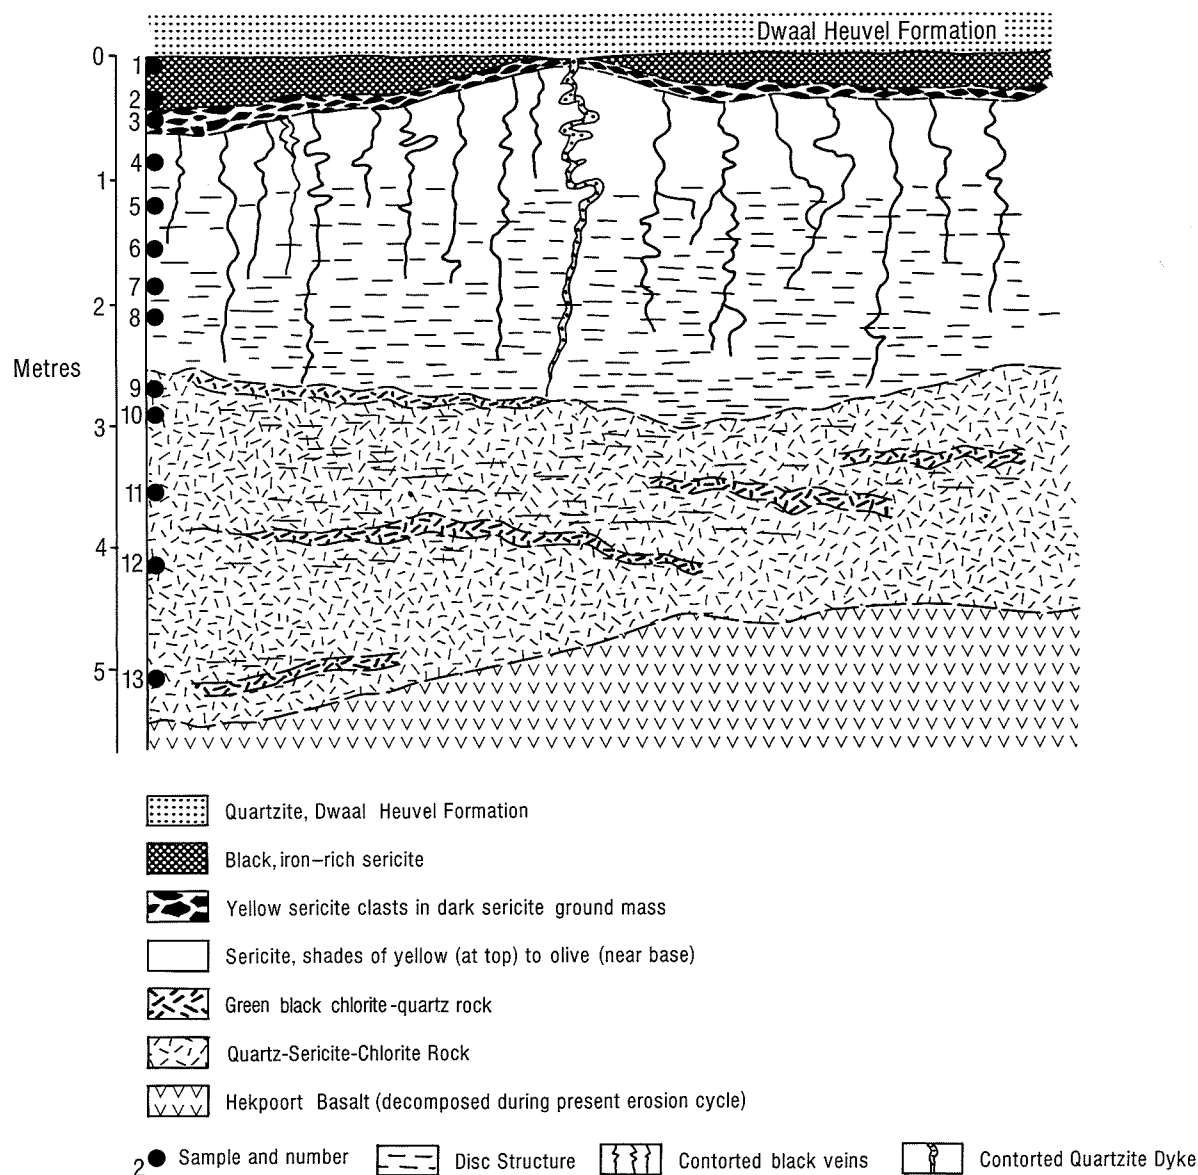 Dwaal Heuvel Formation
0
1
2
3
4
1
5
6
7
2
8
Metres
9
10
3
11
4
12
5
13
Quartzite, Dwaal Heuvel Formation
Black, iron-rich sericite
Yellow sericite clasts in dark sericite ground mass
Sericite, shades of yellow (at top) to olive (near base)
Green black chlorite-quartz rock
Quartz-Sericite-Chlorite Rock
Hekpoort Basalt (decomposed during present erosion cycle)
2 Sample and number Disc Structure Contorted black veins Contorted Quartzite Dyke